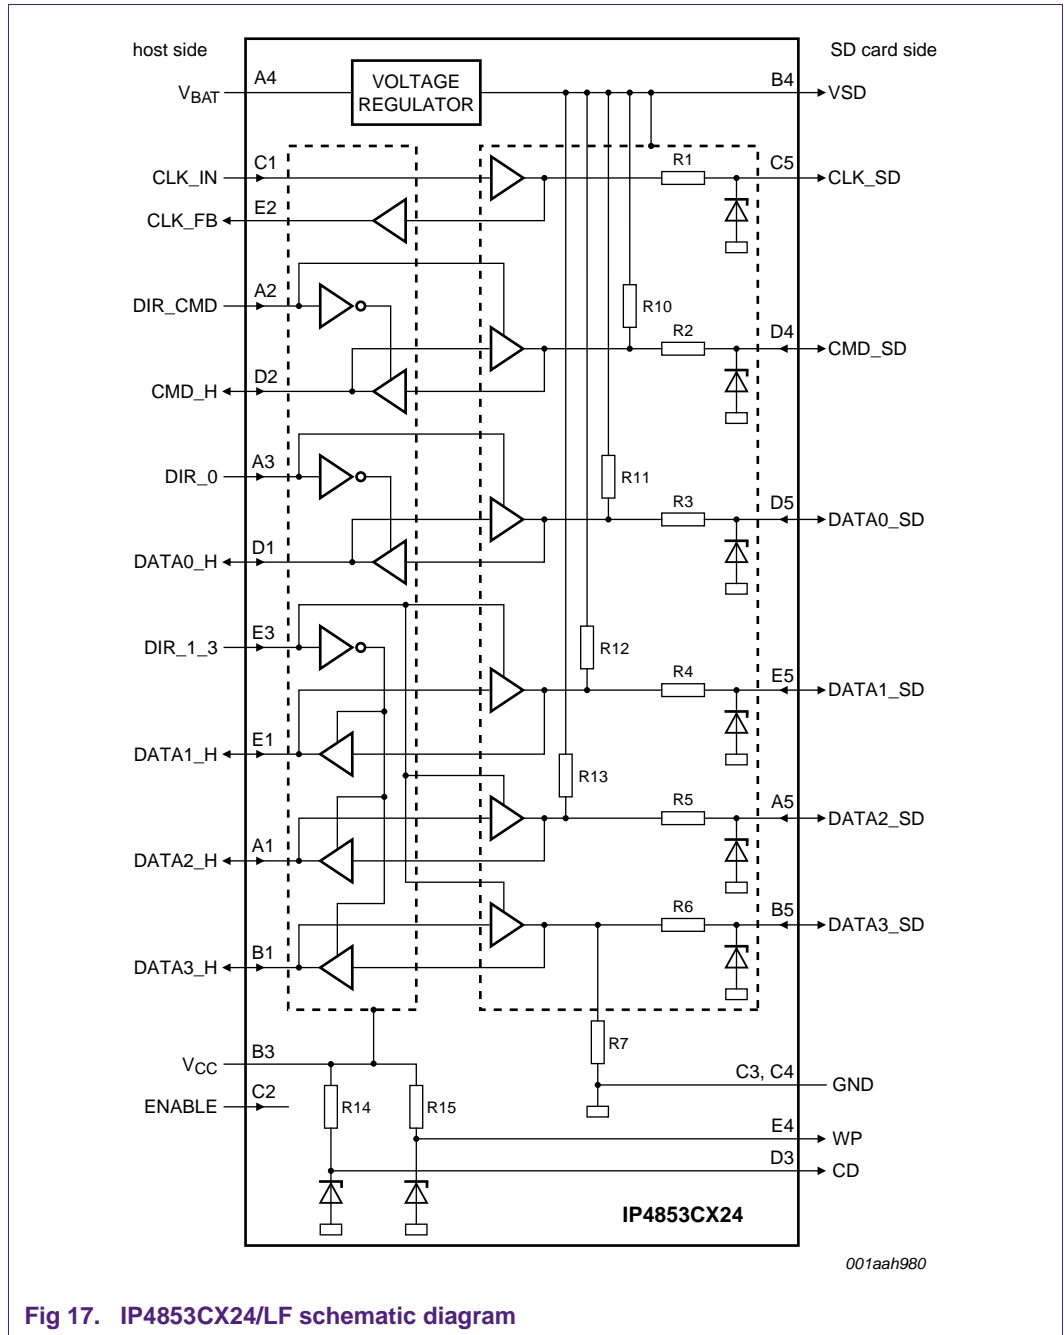 host side
SD card side
A4
VOLTAGE
REGULATOR
B4
VBAT
VSD
C1
R1
C5
CLK_IN
CLK_SD
E2
CLK_FB
A2
DIR_CMD
R10
R2
D4
CMD_SD
D2
CMD_H
A3
DIR_0
R11
R3
D5
DATA0_SD
D1
DATA0_H
E3
DIR_1_3
R12
R4
E5
DATA1_SD
E1
DATA1_H
R13
R5
A5
DATA2_SD
A1
DATA2_H
R6
B5
DATA3_SD
B1
DATA3_H
R7
B3
VCC
C3, C4
GND
C2
ENABLE
R14
R15
E4
WP
D3
CD
IP4853CX24
001aah980
Fig 17. IP4853CX24/LF schematic diagram